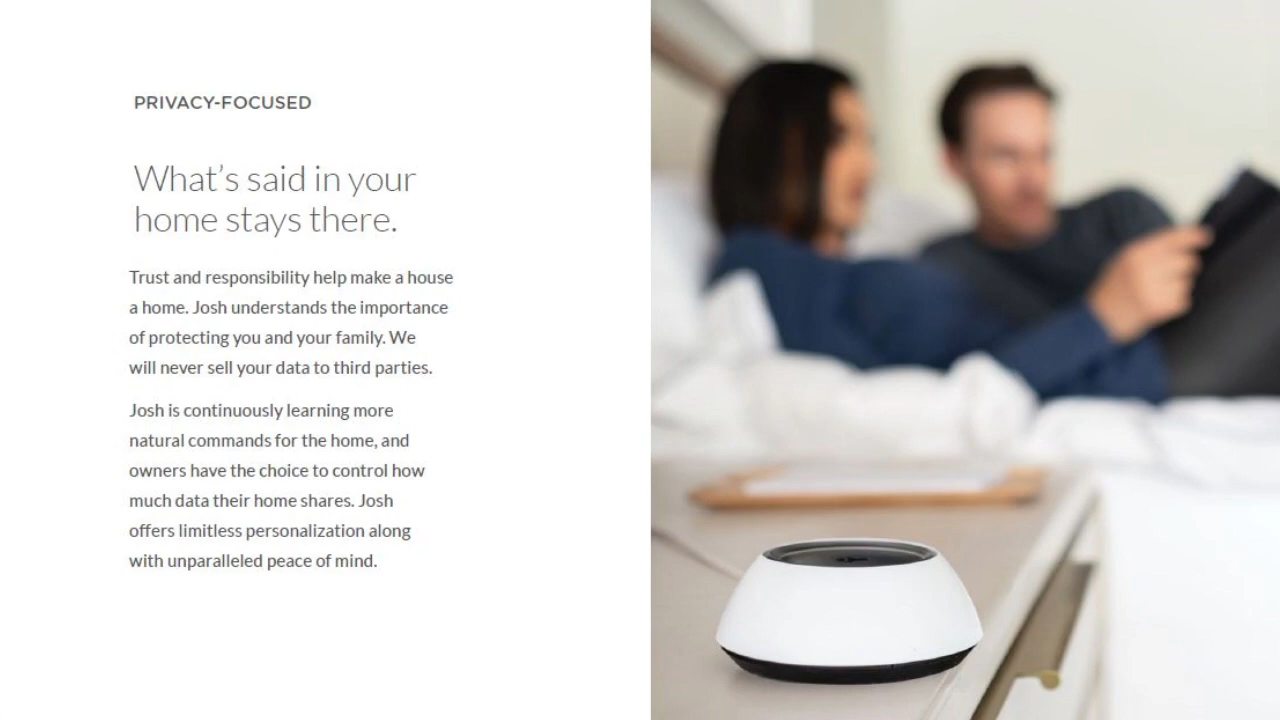 PRIVACY-FOCUSED
What’s said in your
home stays there.
Trust and responsibility help make a house
a home. Josh understands the importance
of protecting you and your family. We
will never sell your data to third parties.
Josh is continuously learning more
natural commands for the home, and
owners have the choice to control how
much data their home shares. Josh
offers limitless personalization along
with unparalleled peace of mind.